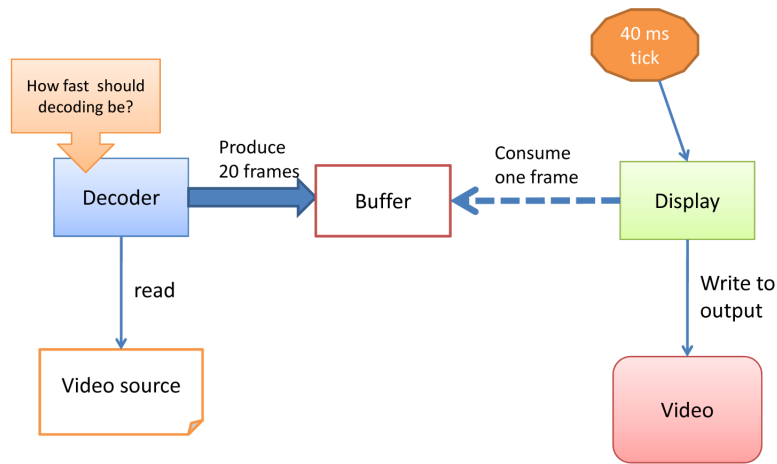 40 ms
tick
How fast should
decoding be?
Produce
20 frames
Consume
one frame
Decoder
Buffer
Display
read
Write to
output
Video source
Video